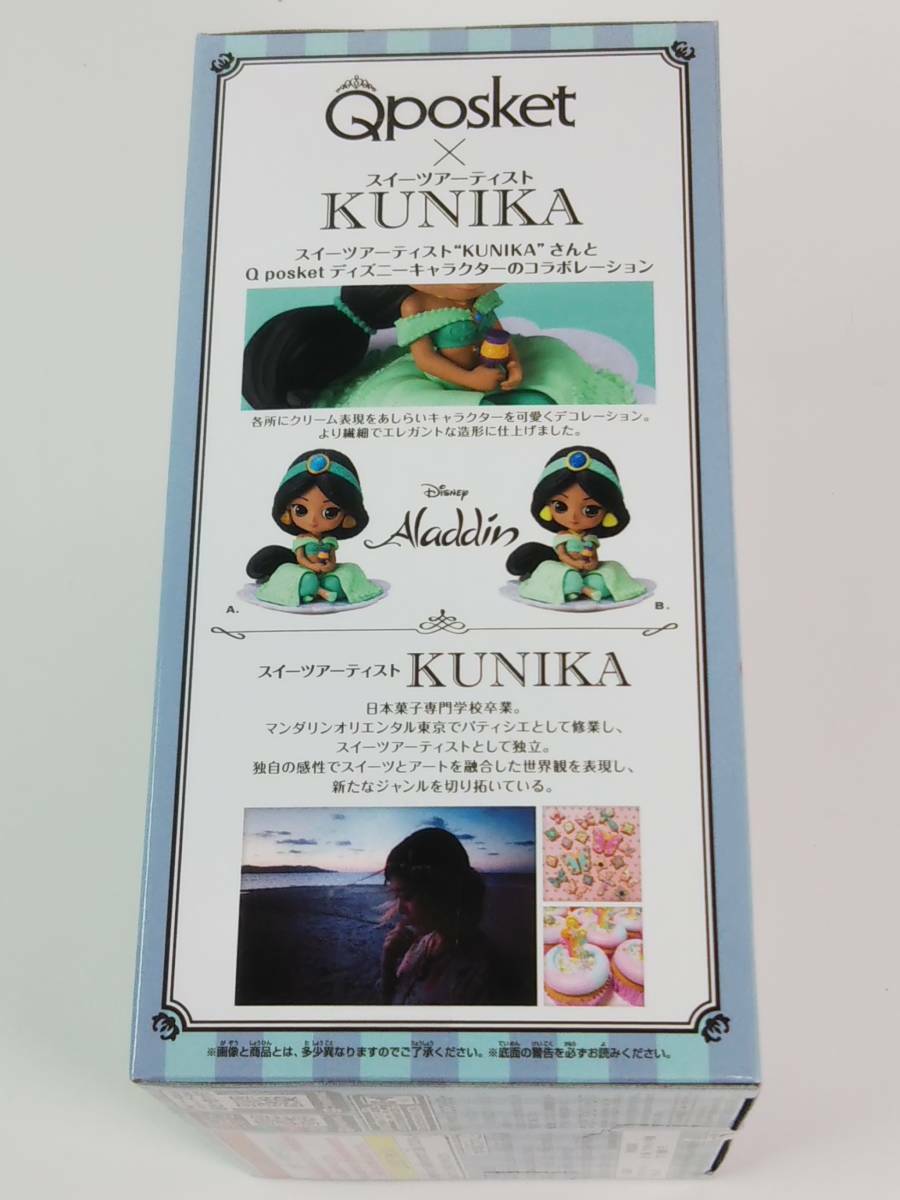 Qposket
×
スイーツアーティスト
KUNIKA
スイーツアーティスト“KUNIKA”さんと
Q posket ディズニーキャラクターのコラボレーション
各所にクリーム表現をあしらいキャラクターを可愛くデコレーション。
より繊細でエレガントな造形に仕上げました。
Disney
Aladdin
A.
B.
スイーツアーティスト KUNIKA
日本菓子専門学校卒業。
マンダリンオリエンタル東京でパティシエとして修業し、
スイーツアーティストとして独立。
独自の感性でスイーツとアートを融合した世界観を表現し、
新たなジャンルを切り拓いている。
※画像と商品とは、多少異なりますのでご了承ください。※底面の警告を必ずお読みください。